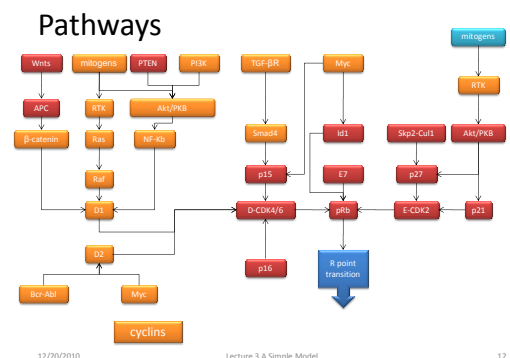 Pathways
mitogens
Wnts
mitogens
PTEN
PI3K
TGF-βR
Myc
RTK
APC
RTK
Akt/PKB
β-catenin
Ras
NF-Kb
Smad4
Id1
Skp2-Cul1
Akt/PKB
Raf
p15
E7
p27
D1
D-CDK4/6
pRb
E-CDK2
p21
D2
p16
R point
transition
Bcr-Abl
Myc
cyclins
12/20/2010
Lecture 3 A Simple Model
12